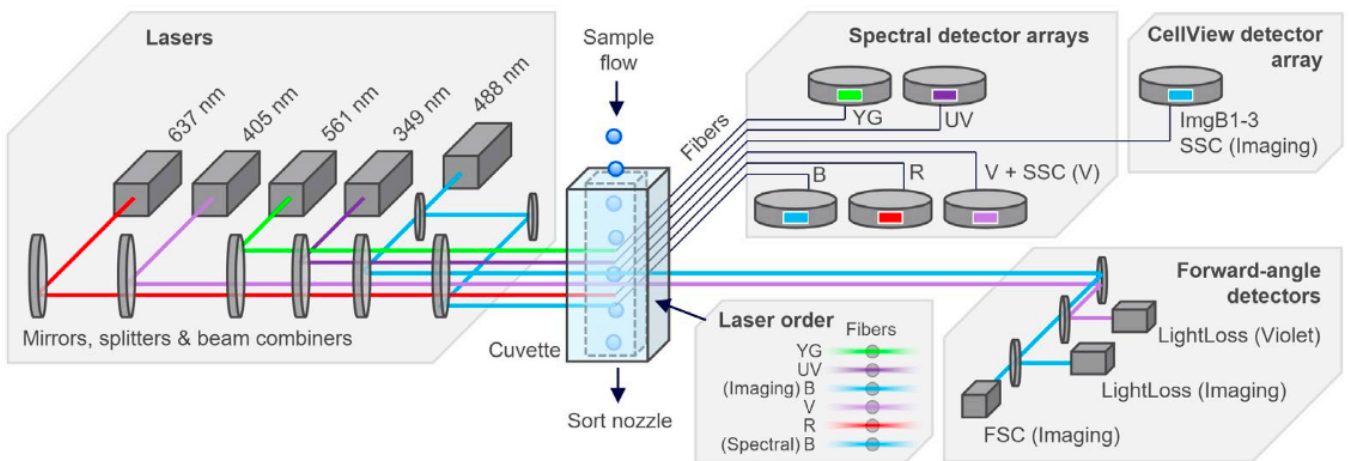 Lasers
637 nm
405 nm
561 nm
349 nm
488 nm
Mirrors, splitters & beam combiners
Sample
flow
Cuvette
Sort nozzle
Fibers
Spectral detector arrays
YG
UV
B
R
V + SSC (V)
CellView detector
array
ImgB1-3
SSC (Imaging)
Laser order
Fibers
YG
UV
(Imaging) B
V
R
(Spectral) B
Forward-angle
detectors
LightLoss (Violet)
LightLoss (Imaging)
FSC (Imaging)